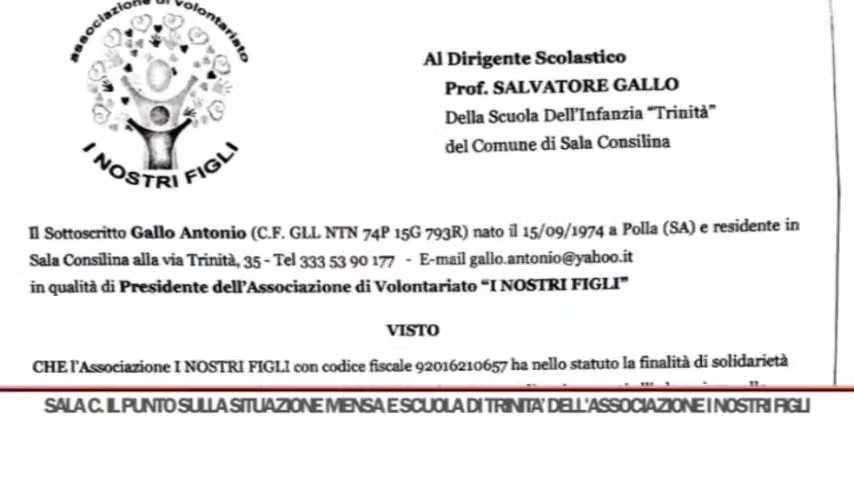 associazione di volontariato
I NOSTRI FIGLI
Al Dirigente Scolastico
Prof. SALVATORE GALLO
Della Scuola Dell'Infanzia “Trinità”
del Comune di Sala Consilina
Il Sottoscritto Gallo Antonio (C.F. GLL NTN 74P 15G 793R) nato il 15/09/1974 a Polla (SA) e residente in
Sala Consilina alla via Trinità, 35 - Tel 333 53 90 177 - E-mail gallo.antonio@yahoo.it
in qualità di Presidente dell'Associazione di Volontariato “I NOSTRI FIGLI”
VISTO
CHE l'Associazione I NOSTRI FIGLI con codice fiscale 92016210657 ha nello statuto la finalità di solidarietà
SALA C. IL PUNTO SULLA SITUAZIONE MENSA E SCUOLA DI TRINITA' DELL'ASSOCIAZIONE I NOSTRI FIGLI